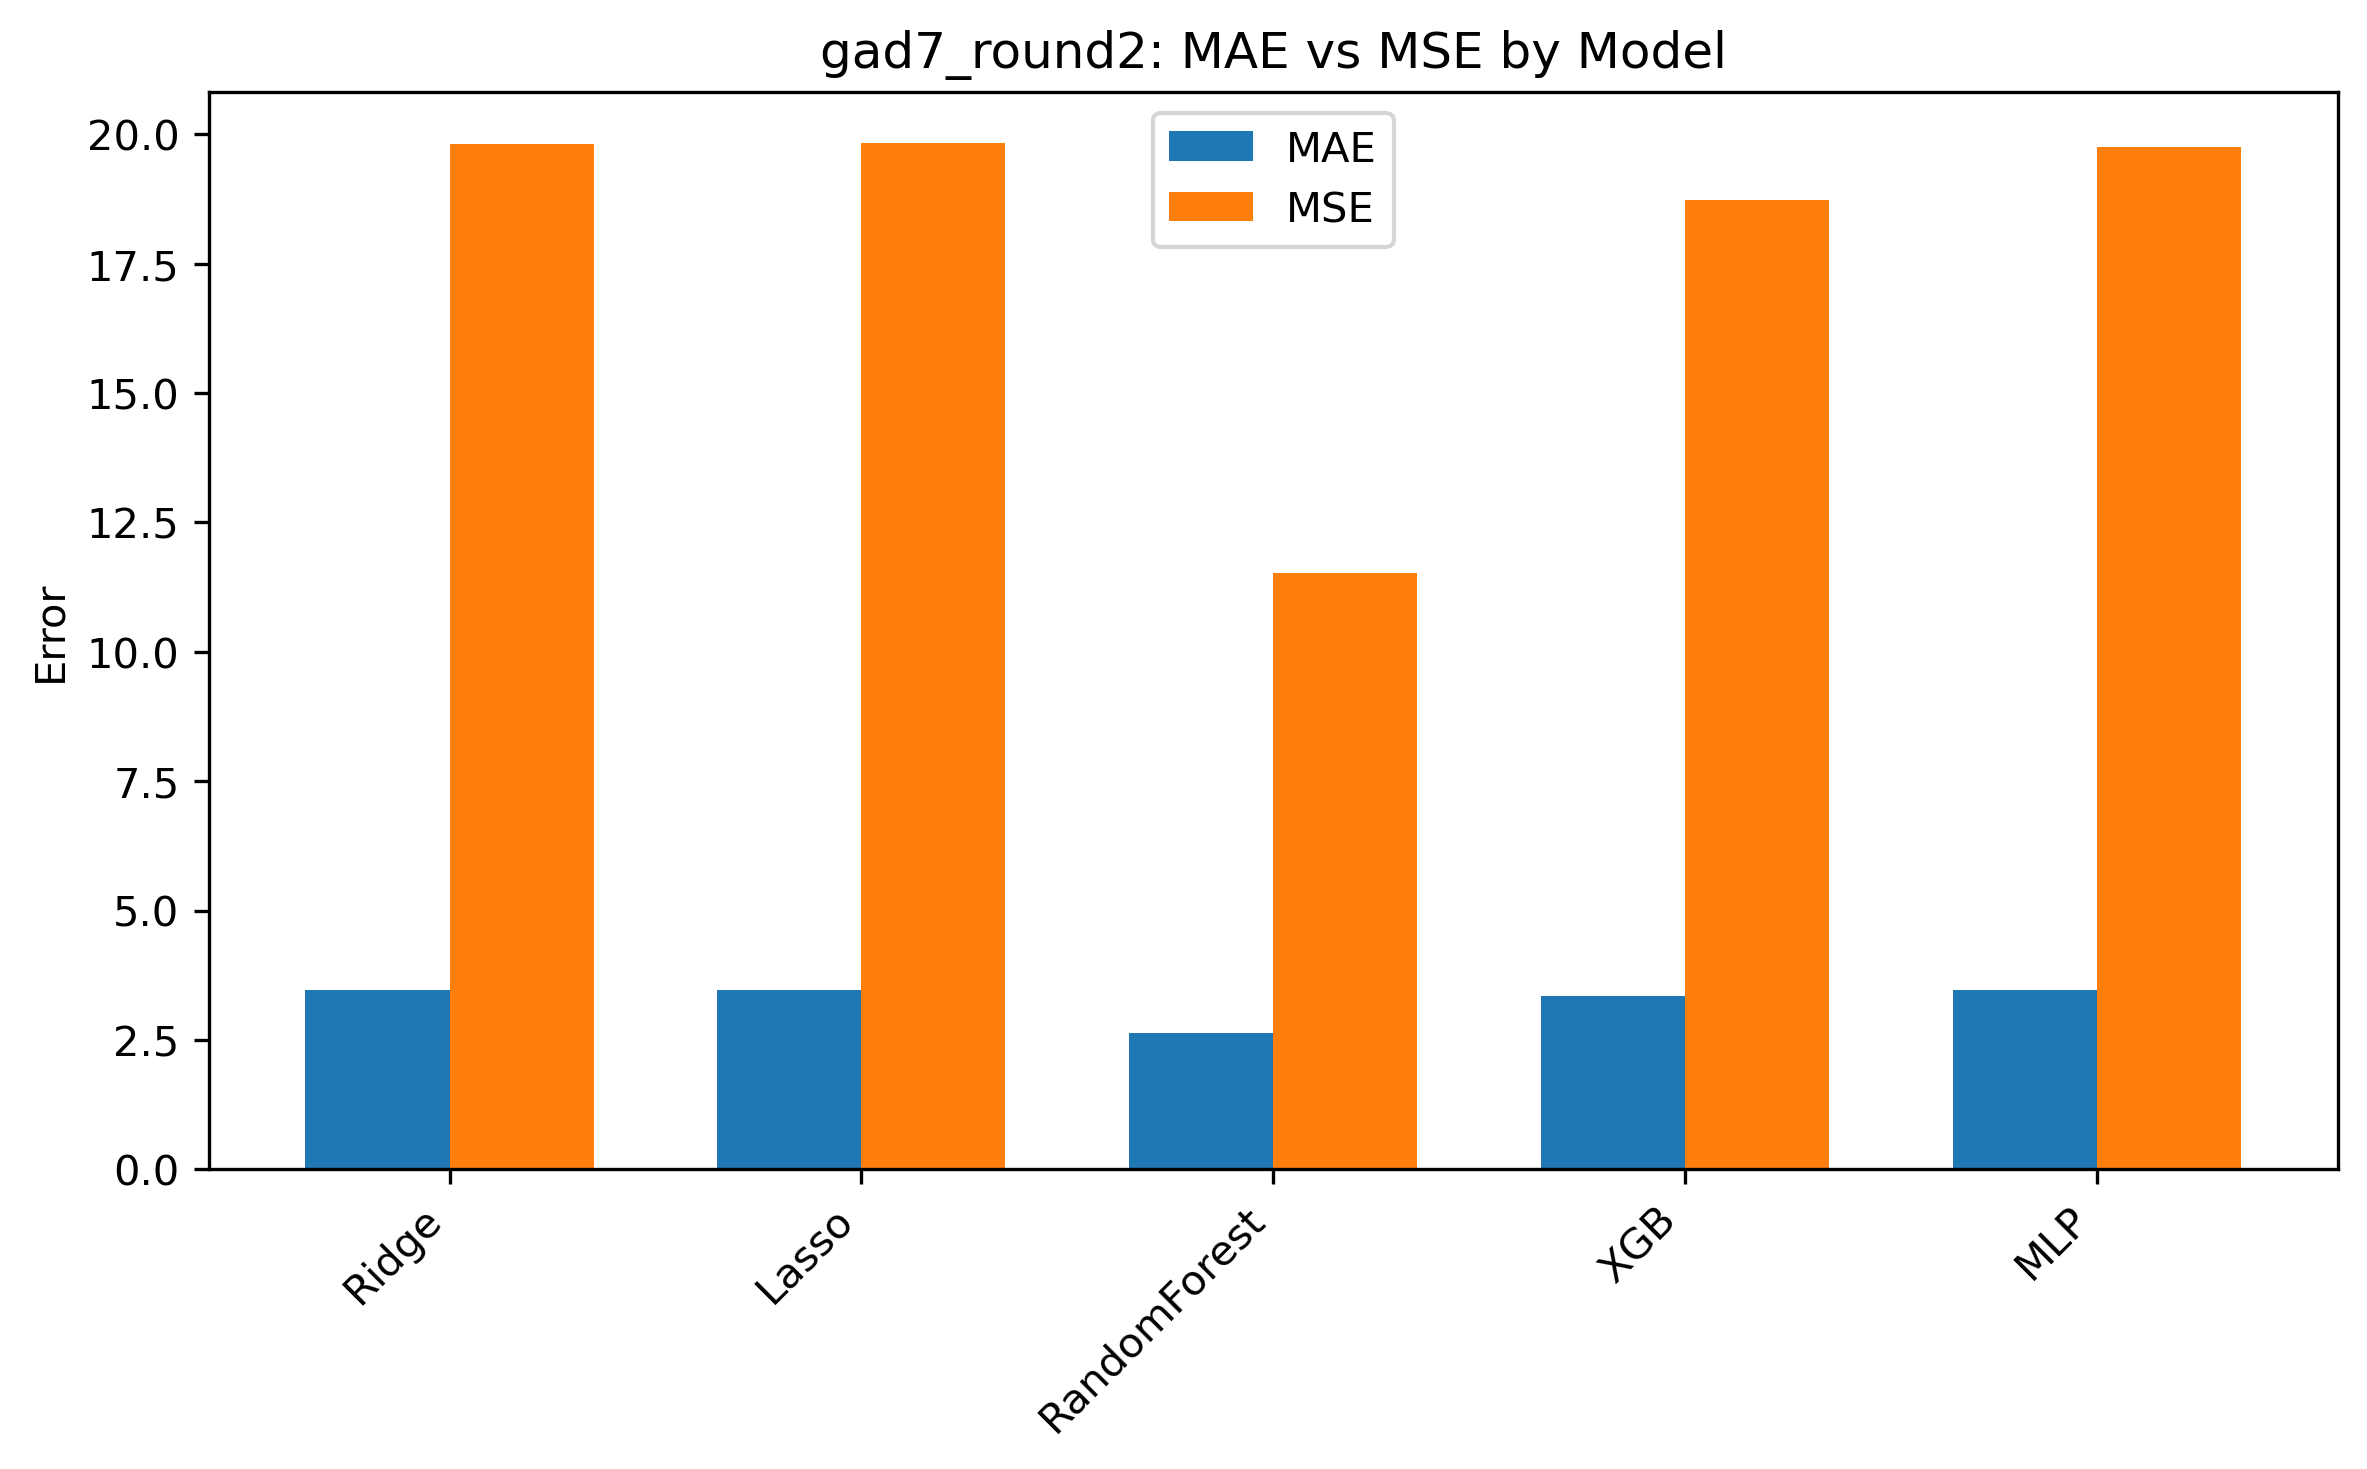 gad7_round2: MAE vs MSE by Model
MAE
MSE
Error
20.0
17.5
15.0
12.5
10.0
7.5
5.0
2.5
0.0
Ridge
Lasso
RandomForest
XGB
MLP